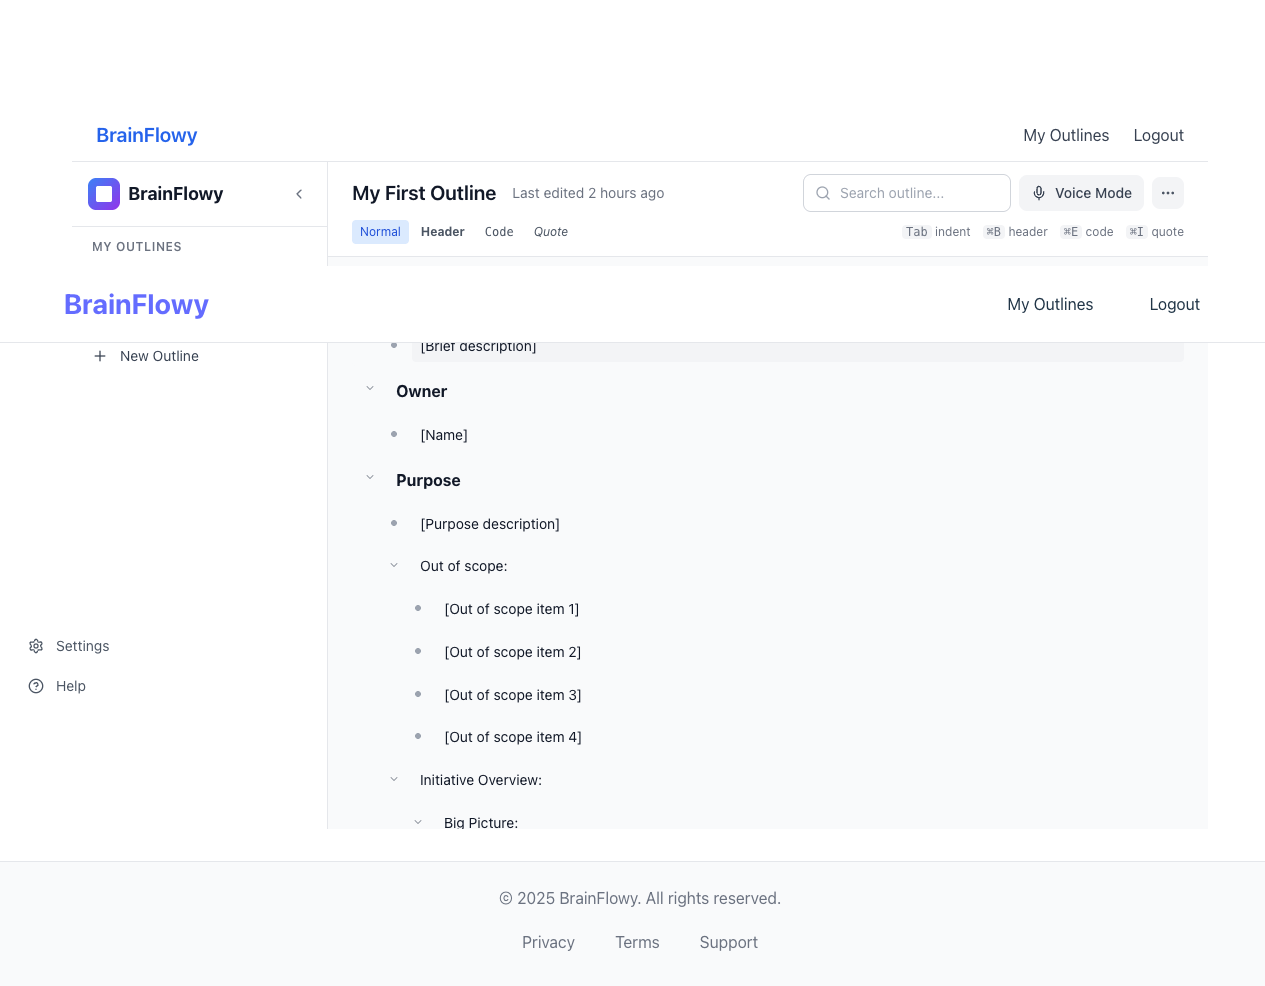 BrainFlowy My Outlines Logout
BrainFlowy
My First Outline Last edited 2 hours ago Search outline... Voice Mode
Normal Header Code Quote Tab indent ⌘B header ⌘E code ⌘I quote
MY OUTLINES
BrainFlowy My Outlines Logout
New Outline
[Brief description]
Owner
[Name]
Purpose
[Purpose description]
Out of scope:
[Out of scope item 1]
[Out of scope item 2]
[Out of scope item 3]
[Out of scope item 4]
Initiative Overview:
Big Picture:
Settings
Help
© 2025 BrainFlowy. All rights reserved.
Privacy Terms Support